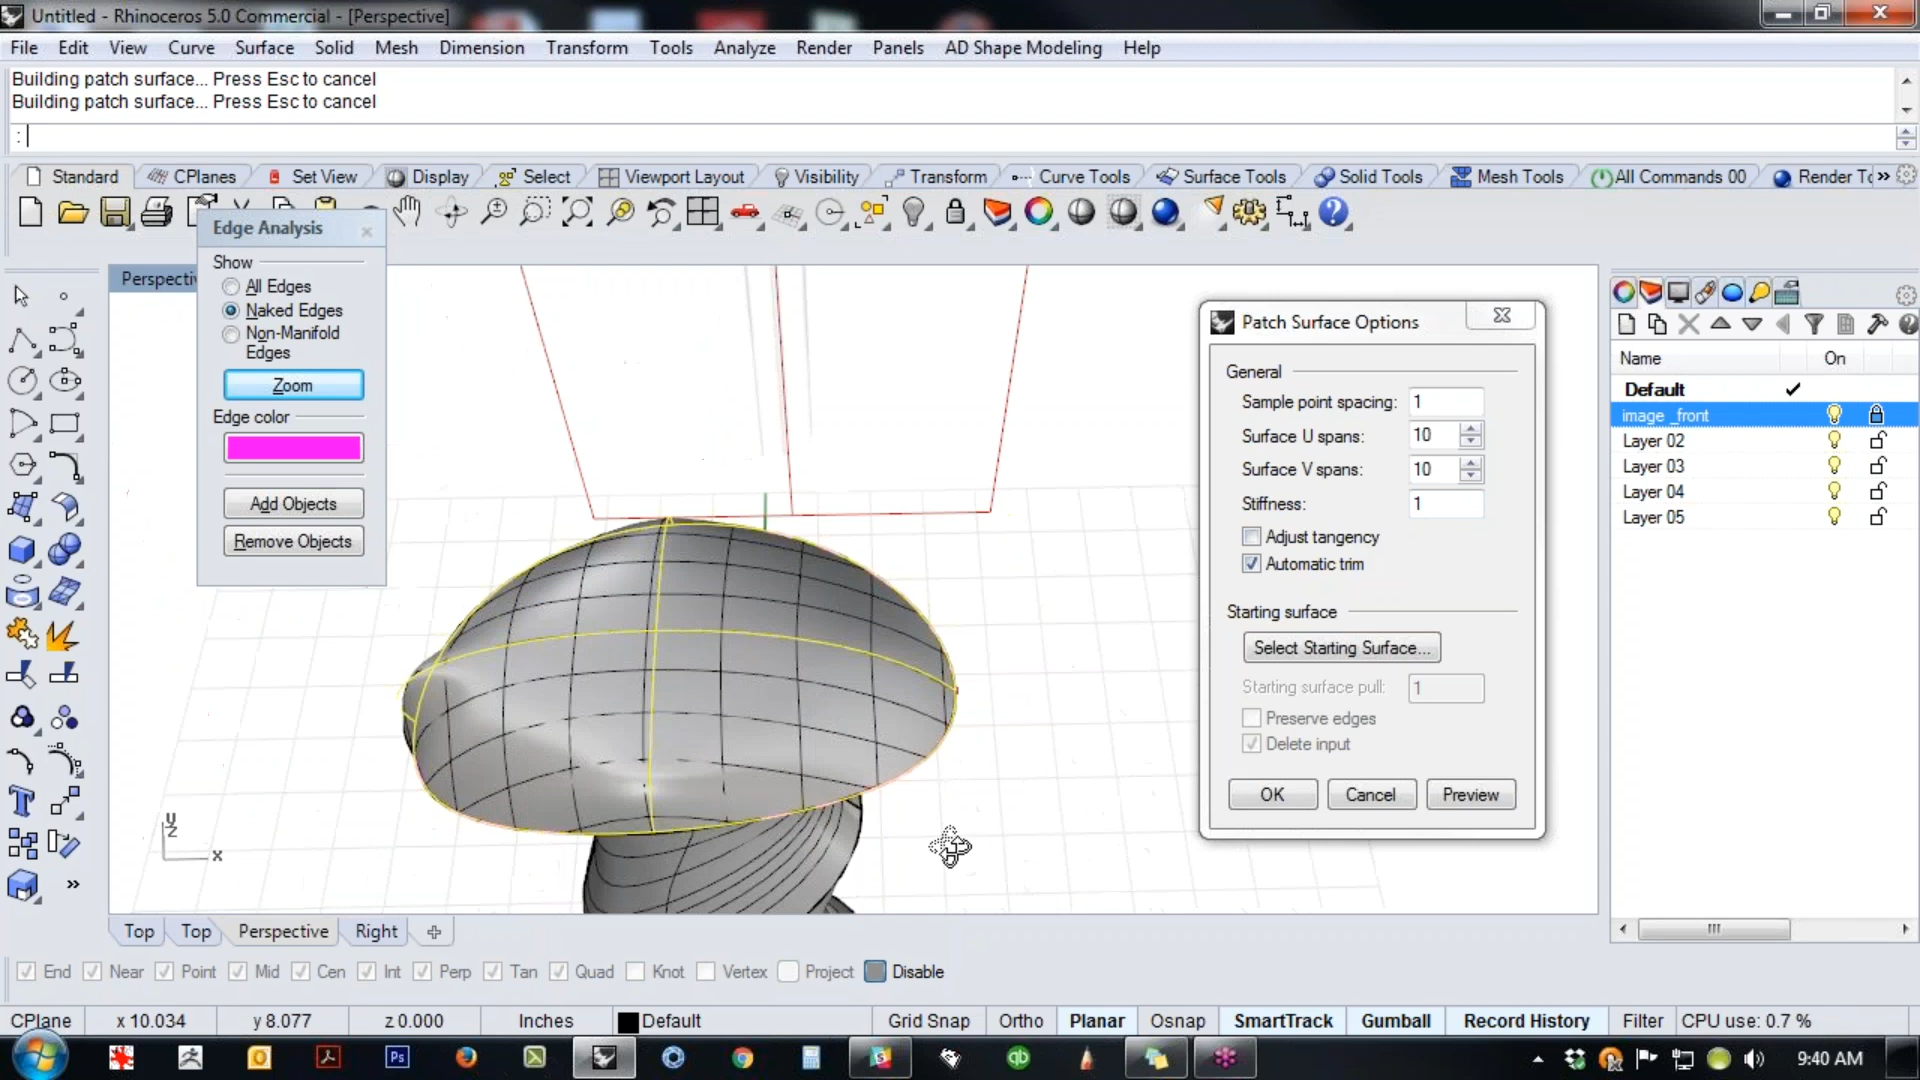 Untitled - Rhinoceros 5.0 Commercial - [Perspective]
File Edit View Curve Surface Solid Mesh Dimension Transform Tools Analyze Render Panels AD Shape Modeling Help
Building patch surface... Press Esc to cancel
Building patch surface... Press Esc to cancel
:
Standard CPlanes Set View Display Select Viewport Layout Visibility Transform Curve Tools Surface Tools Solid Tools Mesh Tools All Commands 00 Render To »
Edge Analysis
Show
All Edges
Naked Edges
Non-Manifold
Edges
Zoom
Edge color
Add Objects
Remove Objects
Perspectiv
Patch Surface Options
General
Sample point spacing: 1
Surface U spans: 10
Surface V spans: 10
Stiffness: 1
Adjust tangency
Automatic trim
Starting surface
Select Starting Surface...
Starting surface pull: 1
Preserve edges
Delete input
OK Cancel Preview
Name On
Default
image _front
Layer 02
Layer 03
Layer 04
Layer 05
y
z
x
Top Top Perspective Right
End Near Point Mid Cen Int Perp Tan Quad Knot Vertex Project Disable
CPlane x 10.034 y 8.077 z 0.000 Inches Default Grid Snap Ortho Planar Osnap SmartTrack Gumball Record History Filter CPU use: 0.7 %
Ps qb 9:40 AM